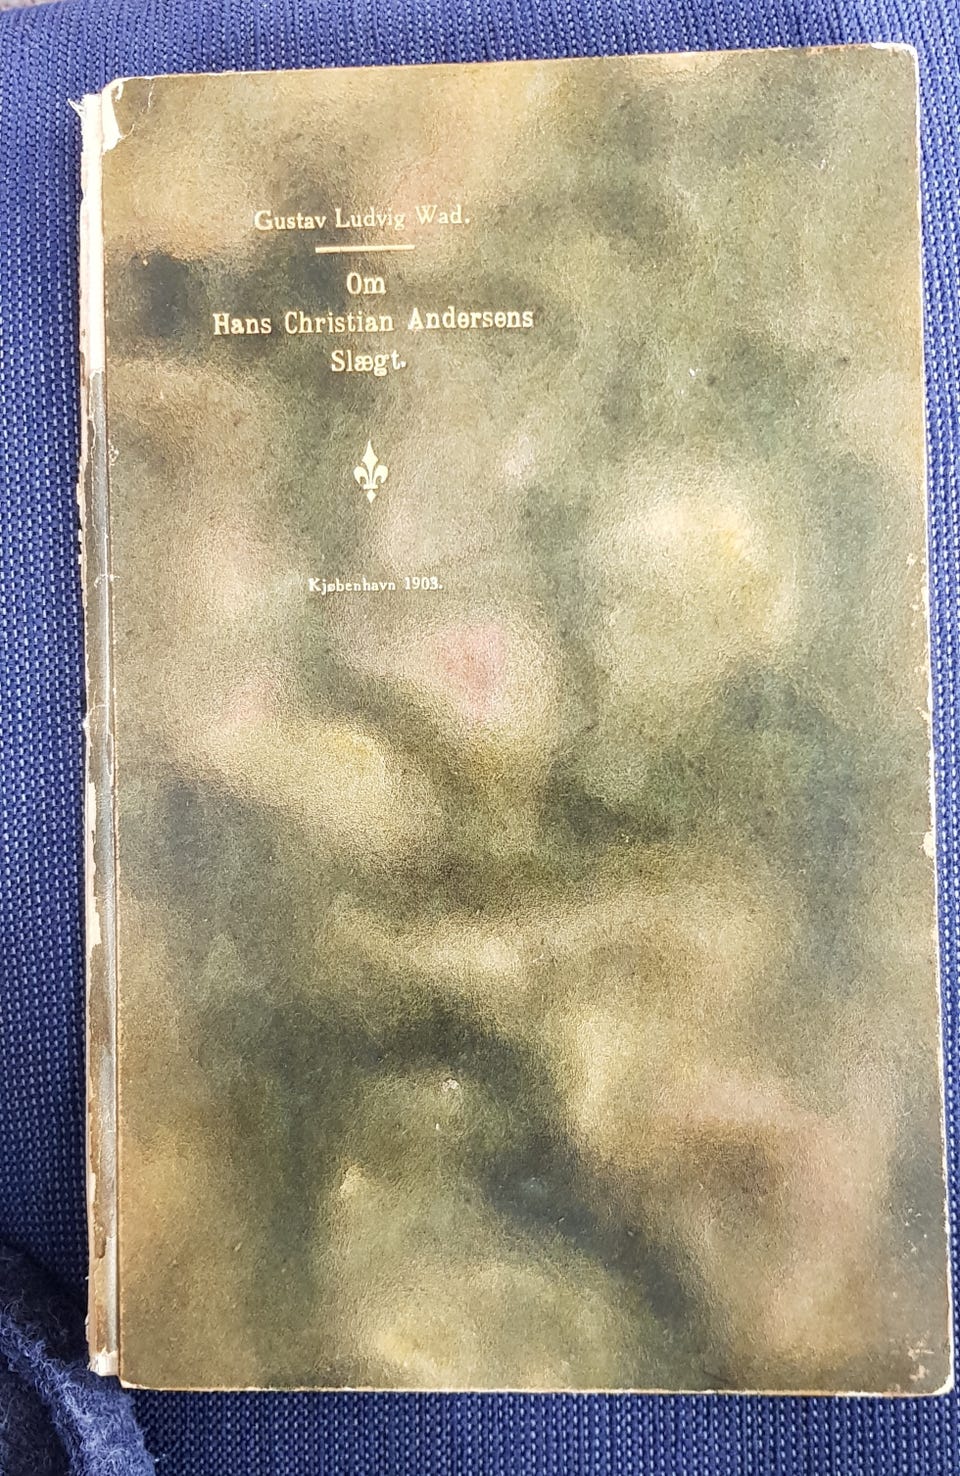 Gustav Ludvig Wad.
Om
Hans Christian Andersens
Slægt.
Kjøbenhavn 1903.